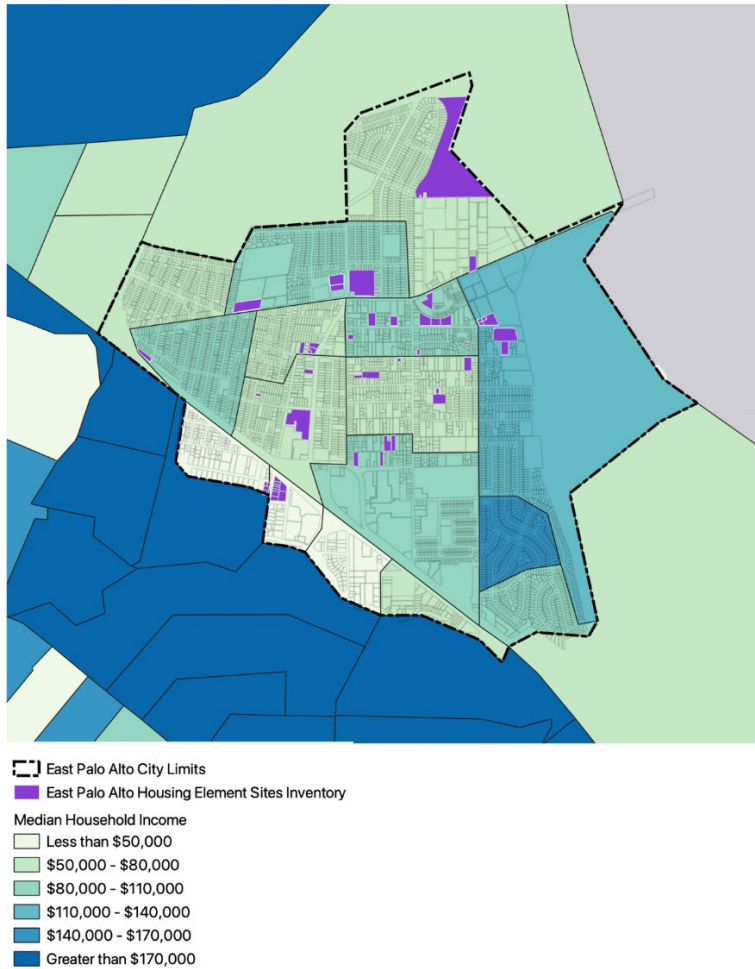 East Palo Alto City Limits
East Palo Alto Housing Element Sites Inventory
Median Household Income
Less than $50,000
$50,000 - $80,000
$80,000 - $110,000
$110,000 - $140,000
$140,000 - $170,000
Greater than $170,000